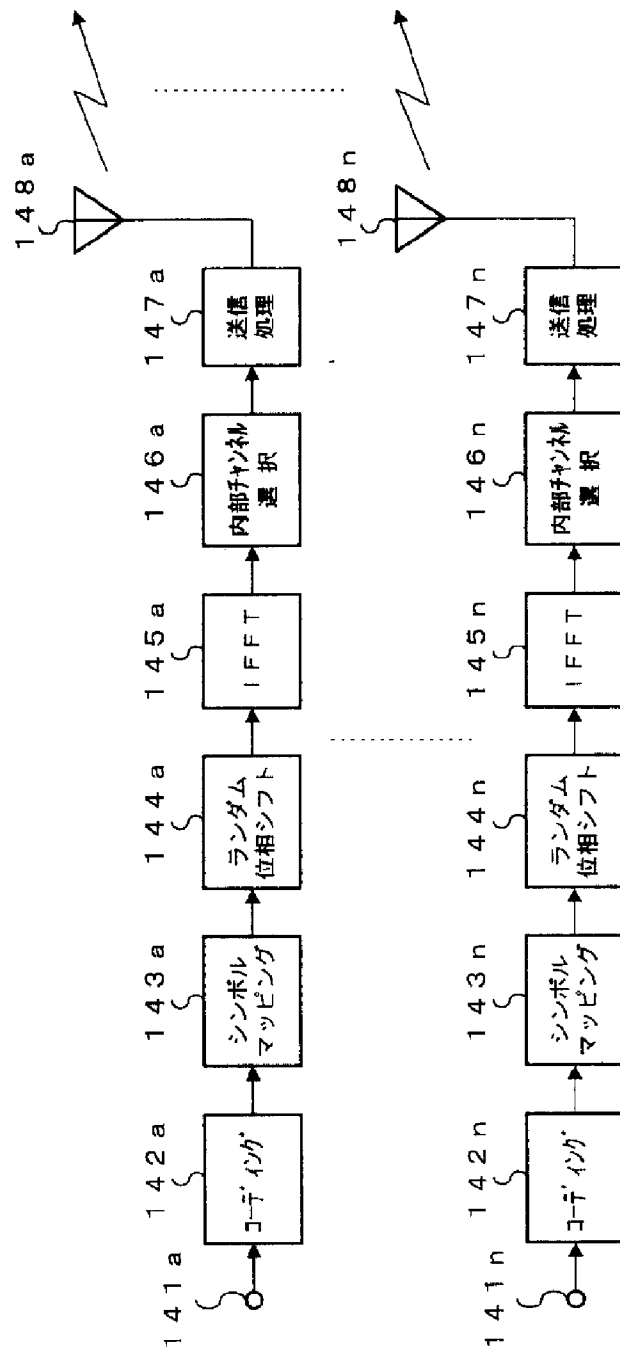 141a
142a
コーディング
143a
シンボル
マッピング
144a
ランダム
位相シフト
145a
IFFT
146a
内部チャンネル
選択
147a
送信
処理
148a
141n
142n
コーディング
143n
シンボル
マッピング
144n
ランダム
位相シフト
145n
IFFT
146n
内部チャンネル
選択
147n
送信
処理
148n